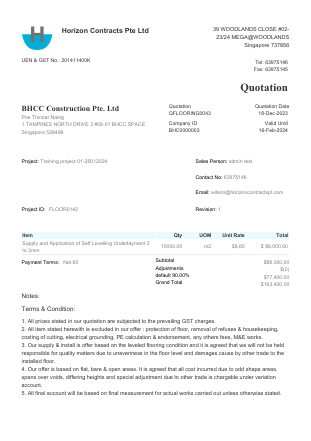 Horizon Contracts Pte Ltd
39 WOODLANDS CLOSE #02-
23/24 MEGA@WOODLANDS
Singapore 737856
UEN & GST No : 201411400K
Tel: 63975146
Fax: 63975145
Quotation
BHCC Construction Pte. Ltd
Poe Thinzar Naing
1 TAMPINES NORTH DRIVE 3 #08-01 BHCC SPACE
Singapore 528499
Quotation
QFLOORING0043
Company ID
BHC0000003
Quotation Date
18-Dec-2023
Valid Until
16-Feb-2024
Project: Training project-01-29012024
Sales Person: admin test
Contact No: 63975146
Email: wilson@horizoncontractspl.com
Project ID: FLOOR0142
Revision: 1
Item Qty UOM Unit Rate Total
Supply and Application of Self Levelling Underlayment 2 10000.00 m2 $8.60 $ 86,000.00
to 3mm
Payment Terms: Net 60
Subtotal $86,000.00
Adjustments $(0)
default 90.00% $77,400.00
Grand Total $163,400.00
Notes:
Terms & Condition:
1. All prices stated in our quotation are subjected to the prevailing GST charges.
2. All item stated herewith is excluded in our offer : protection of floor, removal of refuses & housekeeping,
costing of cutting, electrical grounding, PE calculation & endorsement, any others fees, M&E works.
3. Our supply & install is offer based on the leveled flooring condition and it is agreed that we will not be held
responsible for quality matters due to unevenness in the floor level and damages cause by other trade to the
installed floor.
4. Our offer is based on flat, bare & open areas. It is agreed that all cost incurred due to odd shape areas,
spans over voids, differing heights and special adjustment due to other trade is chargable under variation
account.
5. All final account will be based on final measurement for actual works carried out unless otherwise stated.